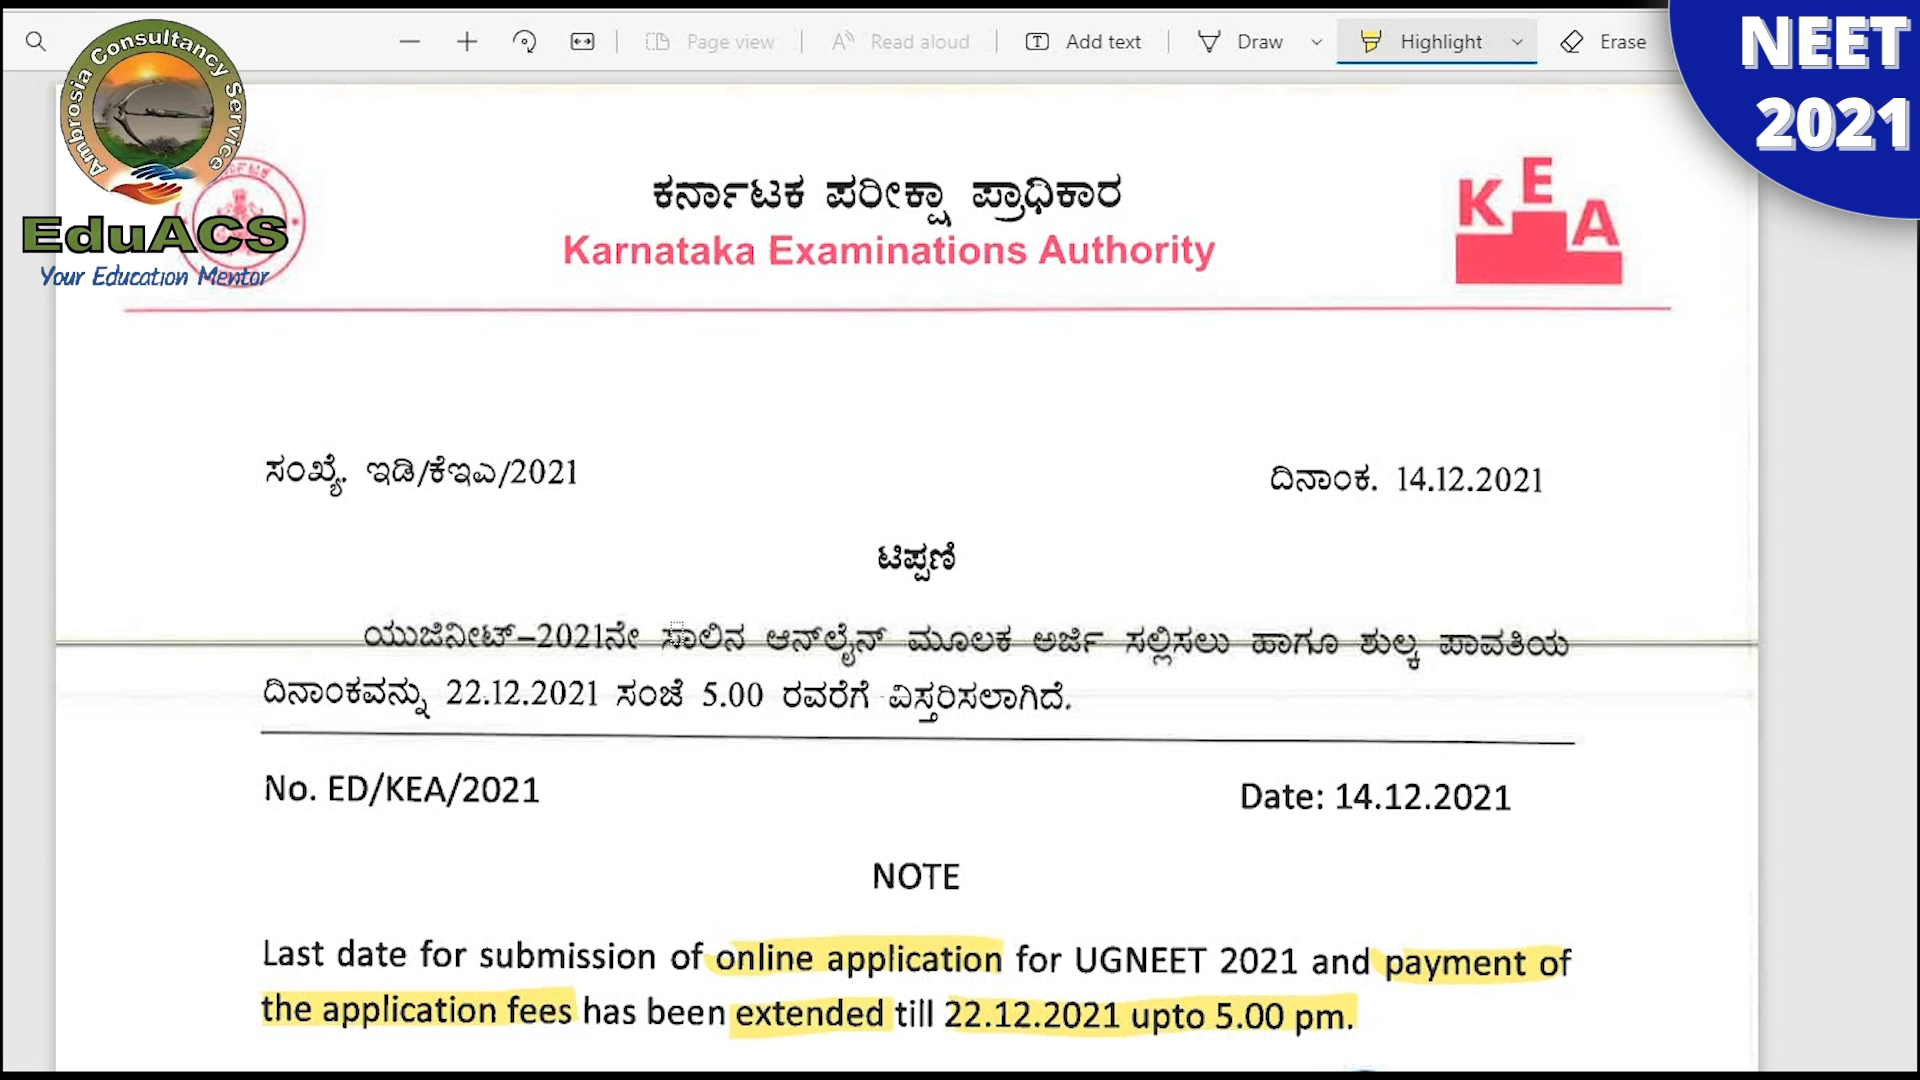 Page view
Read aloud
Add text
Draw
Highlight
Erase
NEET
2021
Ambrosia Consultancy Service
EduACS
Your Education Mentor
ಕರ್ನಾಟಕ ಪರೀಕ್ಷಾ ಪ್ರಾಧಿಕಾರ
Karnataka Examinations Authority
KEA
ಸಂಖ್ಯೆ. ಇಡಿ/ಕೆಇಎ/2021
ದಿನಾಂಕ. 14.12.2021
ಟಿಪ್ಪಣಿ
ಯುಜಿನೀಟ್–2021ನೇ ಸಾಲಿನ ಆನ್‌ಲೈನ್ ಮೂಲಕ ಅರ್ಜಿ ಸಲ್ಲಿಸಲು ಹಾಗೂ ಶುಲ್ಕ ಪಾವತಿಯ
ದಿನಾಂಕವನ್ನು 22.12.2021 ಸಂಜೆ 5.00 ರವರೆಗೆ ವಿಸ್ತರಿಸಲಾಗಿದೆ.
No. ED/KEA/2021
Date: 14.12.2021
NOTE
Last date for submission of online application for UGNEET 2021 and payment of
the application fees has been extended till 22.12.2021 upto 5.00 pm.